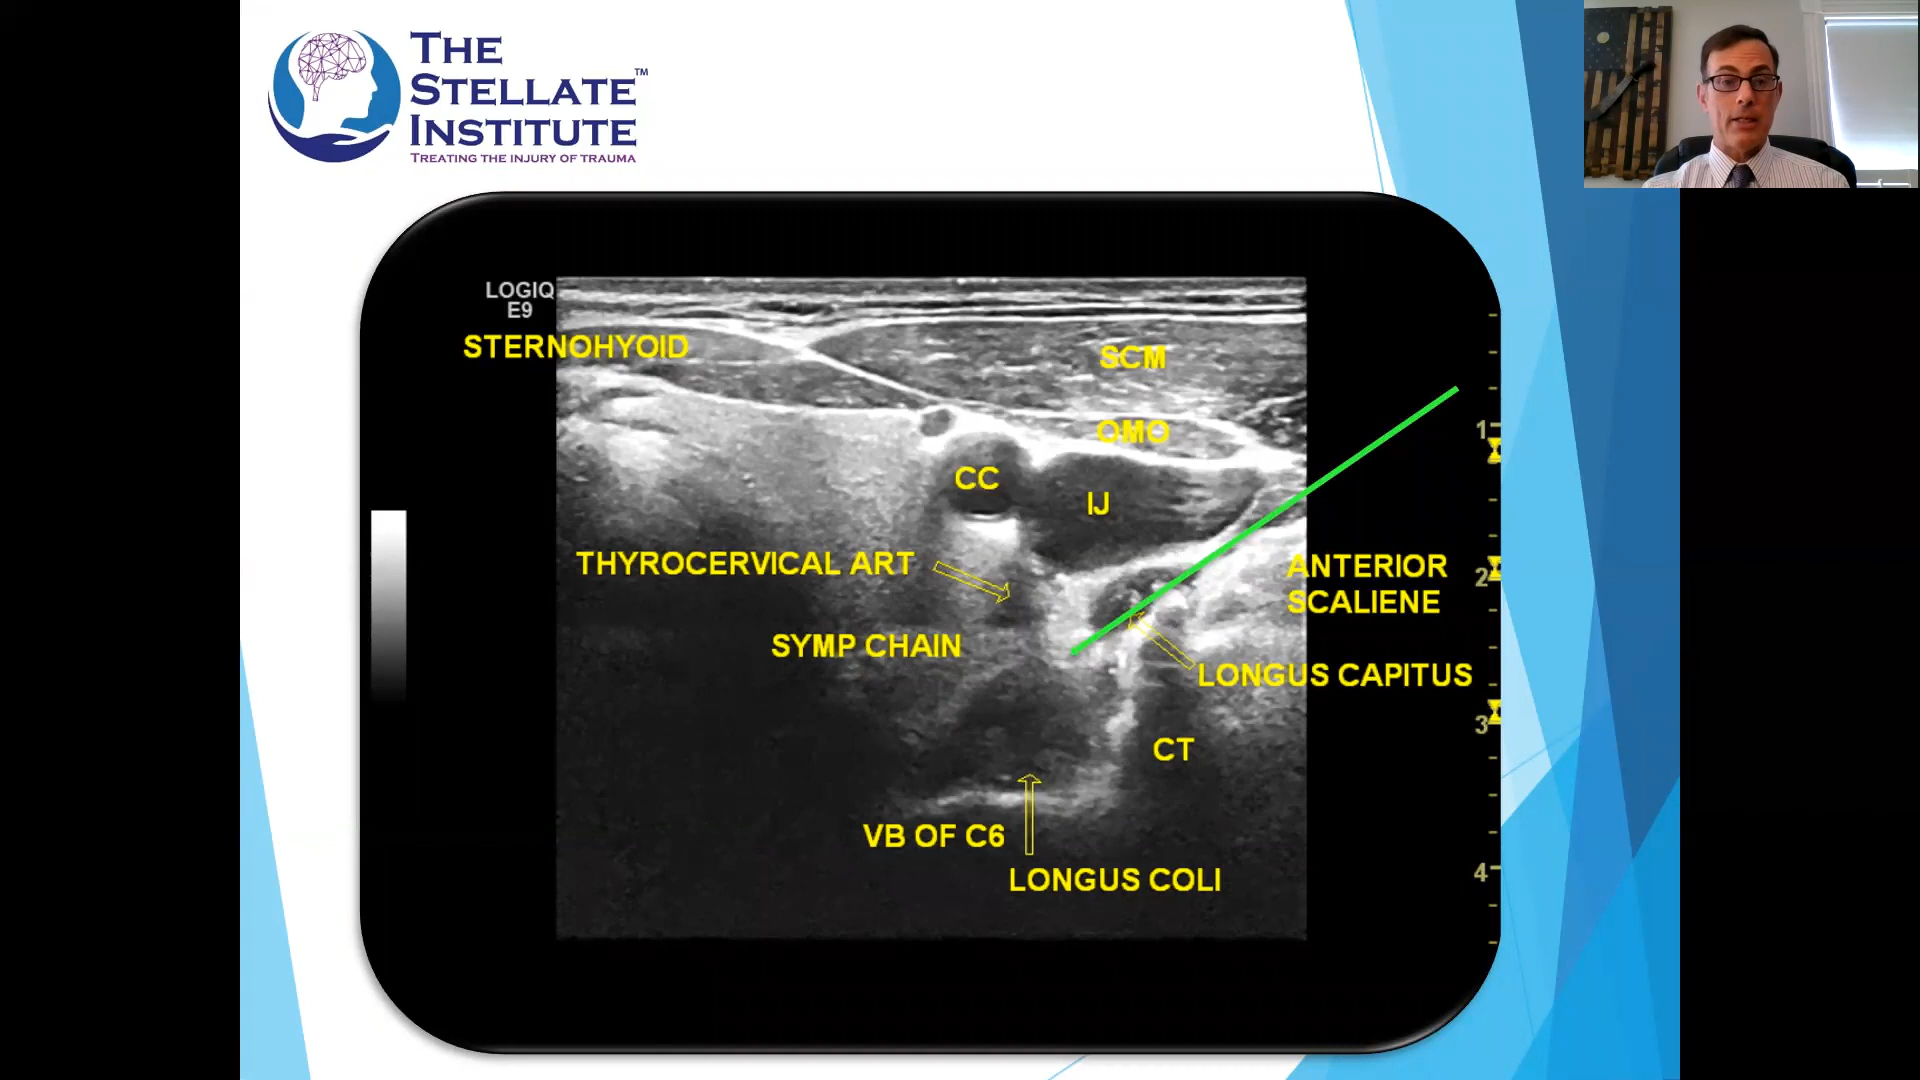 THE
STELLATE™
INSTITUTE
TREATING THE INJURY OF TRAUMA
LOGIQ
E9
STERNOHYOID
SCM
OMO
1
CC
IJ
THYROCERVICAL ART
ANTERIOR
SCALIENE
2
SYMP CHAIN
LONGUS CAPITUS
3
CT
VB OF C6
LONGUS COLI
4